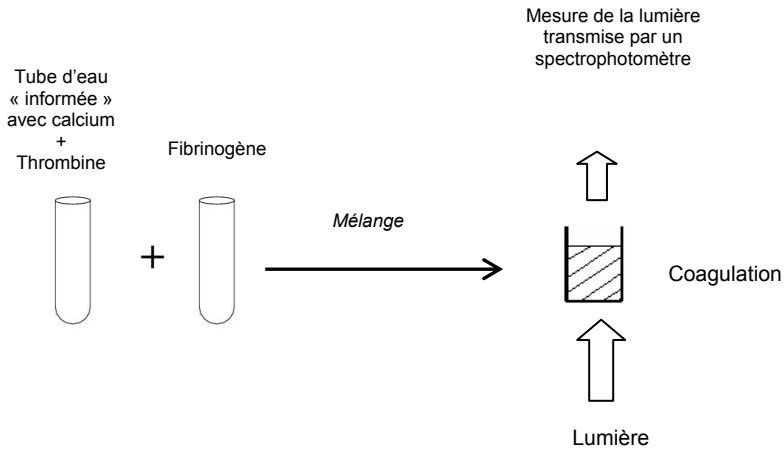 Mesure de la lumière
transmise par un
spectrophotomètre
Tube d’eau
« informée »
avec calcium
+
Thrombine
Fibrinogène
+
Mélange
Coagulation
Lumière